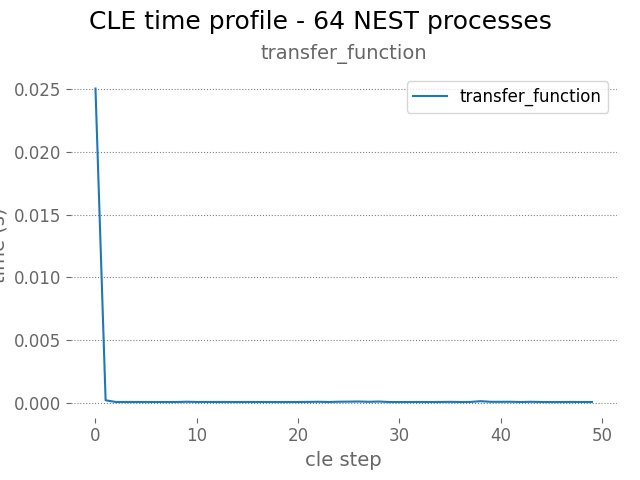 CLE time profile - 64 NEST processes
transfer_function
transfer_function
0.025
0.020
0.015
0.010
0.005
0.000
time (s)
0 10 20 30 40 50
cle step